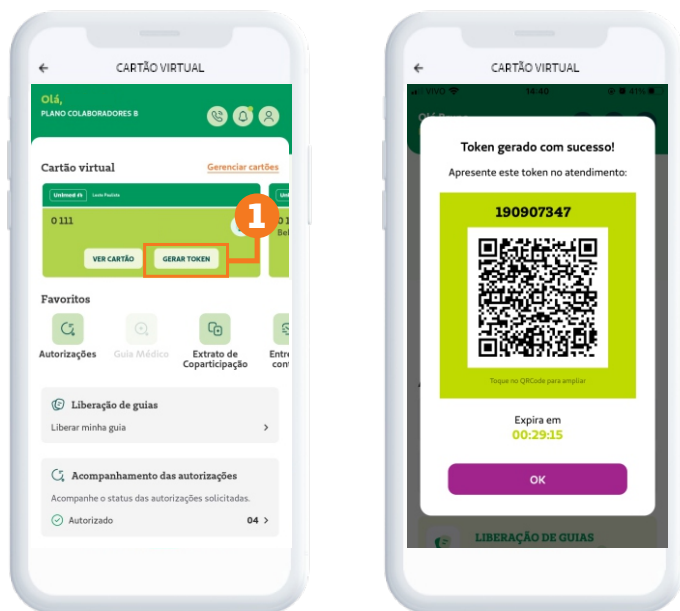 CARTÃO VIRTUAL
Olá,
PLANO COLABORADORES B
Cartão virtual
Gerenciar cartões
Unimed
Leste Paulista
0 111
1
VER CARTÃO
GERAR TOKEN
Favoritos
Autorizações
Guia Médico
Extrato de
Coparticipação
Liberação de guias
Liberar minha guia
Acompanhamento das autorizações
Acompanhe o status das autorizações solicitadas.
Autorizado
04
CARTÃO VIRTUAL
VIVO
14:40
41%
Token gerado com sucesso!
Apresente este token no atendimento:
190907347
Toque no QRCode para ampliar
Expira em
00:29:15
OK
LIBERAÇÃO DE GUIAS